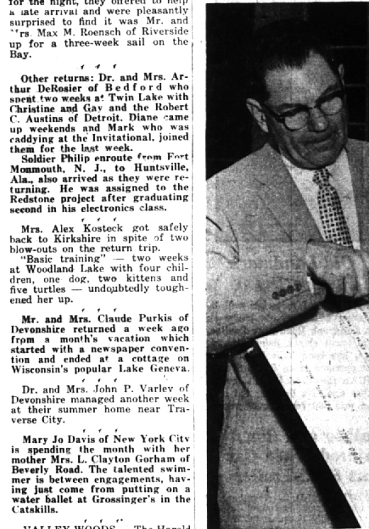 for the night, they offered to help
a late arrival and were pleasantly
surprised to find it was Mr. and
Mrs. Max M. Roensch of Riverside
up for a three-week sail on the
Bay.
Other returns: Dr. and Mrs. Ar-
thur DeRosier of Bedford who
spent two weeks at Twin Lake with
Christine and Gay and the Robert
C. Austins of Detroit. Diane came
up weekends and Mark who was
caddying at the Invitational, joined
them for the last week.
Soldier Philip enroute from Fort
Monmouth, N. J., to Huntsville,
Ala., also arrived as they were re-
turning. He was assigned to the
Redstone project after graduating
second in his electronics class.
Mrs. Alex Kosteck got safely
back to Kirkshire in spite of two
blow-outs on the return trip.
"Basic training" — two weeks
at Woodland Lake with four chil-
dren, one dog, two kittens and
five turtles — undoubtedly tough-
ened her up.
Mr. and Mrs. Claude Purkis of
Devonshire returned a week ago
from a month's vacation which
started with a newspaper conven-
tion and ended at a cottage on
Wisconsin's popular Lake Geneva.
Dr. and Mrs. John P. Varley of
Devonshire managed another week
at their summer home near Tra-
verse City.
Mary Jo Davis of New York City
is spending the month with her
mother Mrs. L. Clayton Gorham of
Beverly Road. The talented swim-
mer is between engagements, hav-
ing just come from putting on a
water ballet at Grossinger's in the
Catskills.
VALLEY WOODS — The Herald